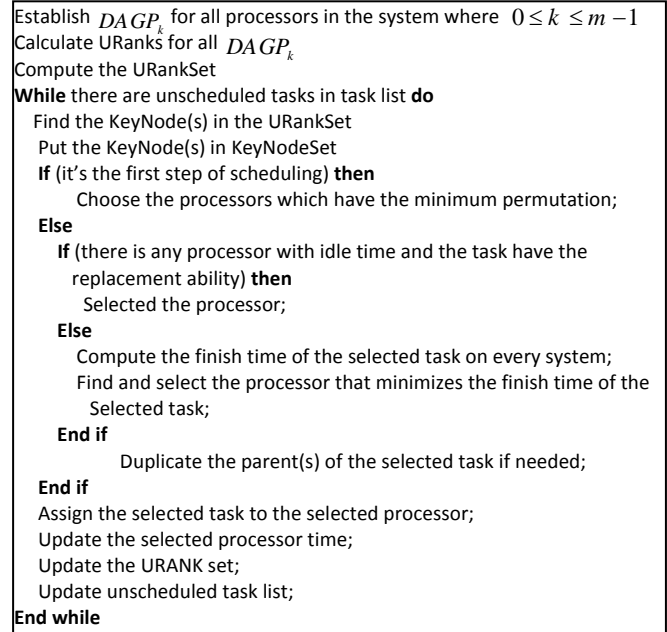 Establish DAGP_k for all processors in the system where 0 ≤ k ≤ m − 1
Calculate URanks for all DAGP_k
Compute the URankSet
While there are unscheduled tasks in task list do
Find the KeyNode(s) in the URankSet
Put the KeyNode(s) in KeyNodeSet
If (it's the first step of scheduling) then
Choose the processors which have the minimum permutation;
Else
If (there is any processor with idle time and the task have the
replacement ability) then
Selected the processor;
Else
Compute the finish time of the selected task on every system;
Find and select the processor that minimizes the finish time of the
Selected task;
End if
Duplicate the parent(s) of the selected task if needed;
End if
Assign the selected task to the selected processor;
Update the selected processor time;
Update the URANK set;
Update unscheduled task list;
End while